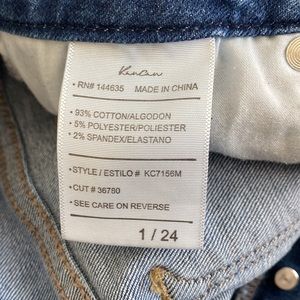 KanCan
• RN# 144635 MADE IN CHINA
• 93% COTTON/ALGODON
• 5% POLYESTER/POLIESTER
• 2% SPANDEX/ELASTANO
• STYLE / ESTILO # KC7156M
• CUT # 36780
• SEE CARE ON REVERSE
1 / 24